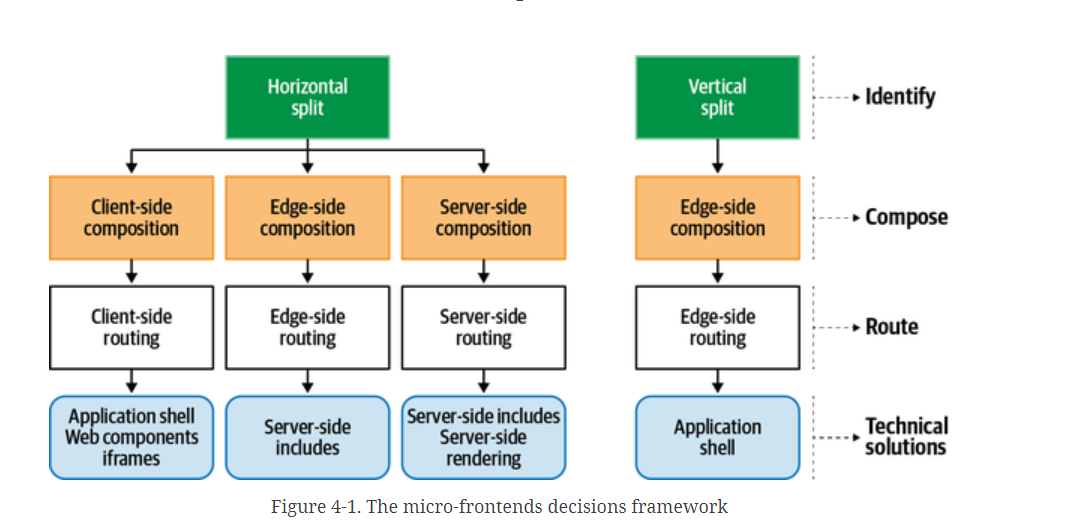 Horizontal
split
Vertical
split
Identify
Client-side
composition
Edge-side
composition
Server-side
composition
Edge-side
composition
Compose
Client-side
routing
Edge-side
routing
Server-side
routing
Edge-side
routing
Route
Application shell
Web components
iframes
Server-side
includes
Server-side includes
Server-side
rendering
Application
shell
Technical
solutions
Figure 4-1. The micro-frontends decisions framework